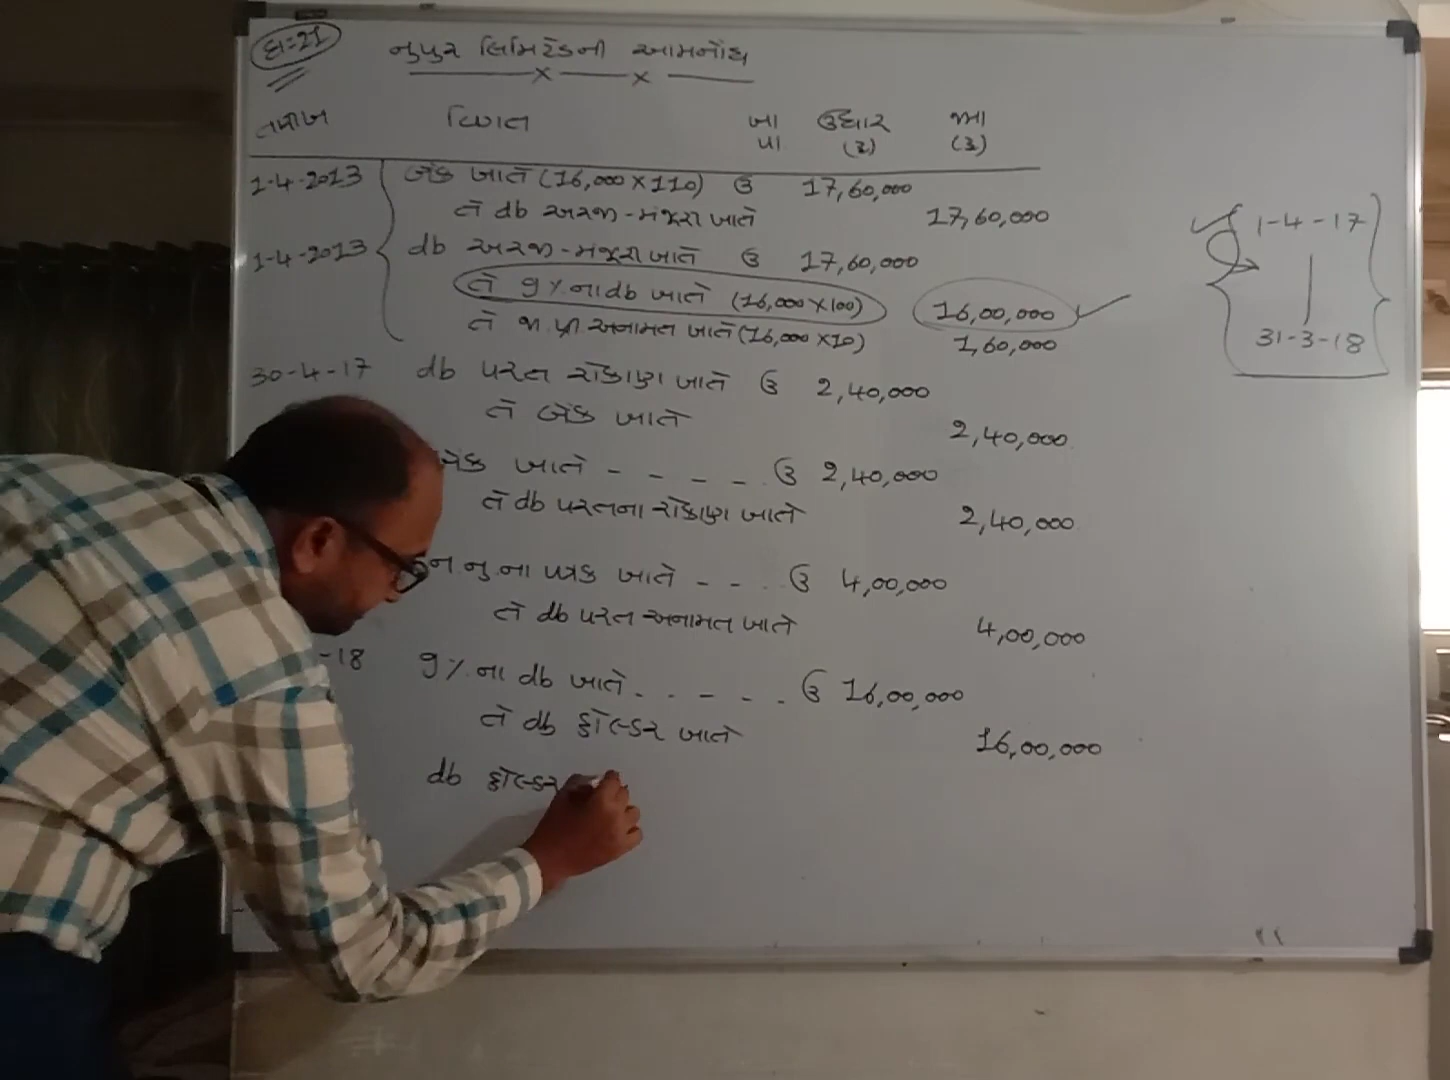 દા=21
નુપુર લિમિટેડની આમનોંધ
તારીખ વિગત ખા ઉધાર જમા
પા (રૂ) (રૂ)
1-4-2013 બેંક ખાતે (16,000 × 110) ઉ 17,60,000
તે db અરજી-મંજૂરી ખાતે 17,60,000
1-4-2013 db અરજી-મંજૂરી ખાતે ઉ 17,60,000
તે 9% ના db ખાતે (16,000 × 100) 16,00,000
તે જા.પ્રી. અનામત ખાતે (16,000 × 10) 1,60,000
30-4-17 db પરત રોકાણ ખાતે ઉ 2,40,000
તે બેંક ખાતે 2,40,000
ખાતે - - - - ઉ 2,40,000
તે db પરતના રોકાણ ખાતે 2,40,000
ન.નુ.ના પત્રક ખાતે - - . ઉ 4,00,000
તે db પરત અનામત ખાતે 4,00,000
-18 9% ના db ખાતે . - - - . ઉ 16,00,000
તે db હોલ્ડર ખાતે 16,00,000
db હોલ્ડર
1-4-17
31-3-18